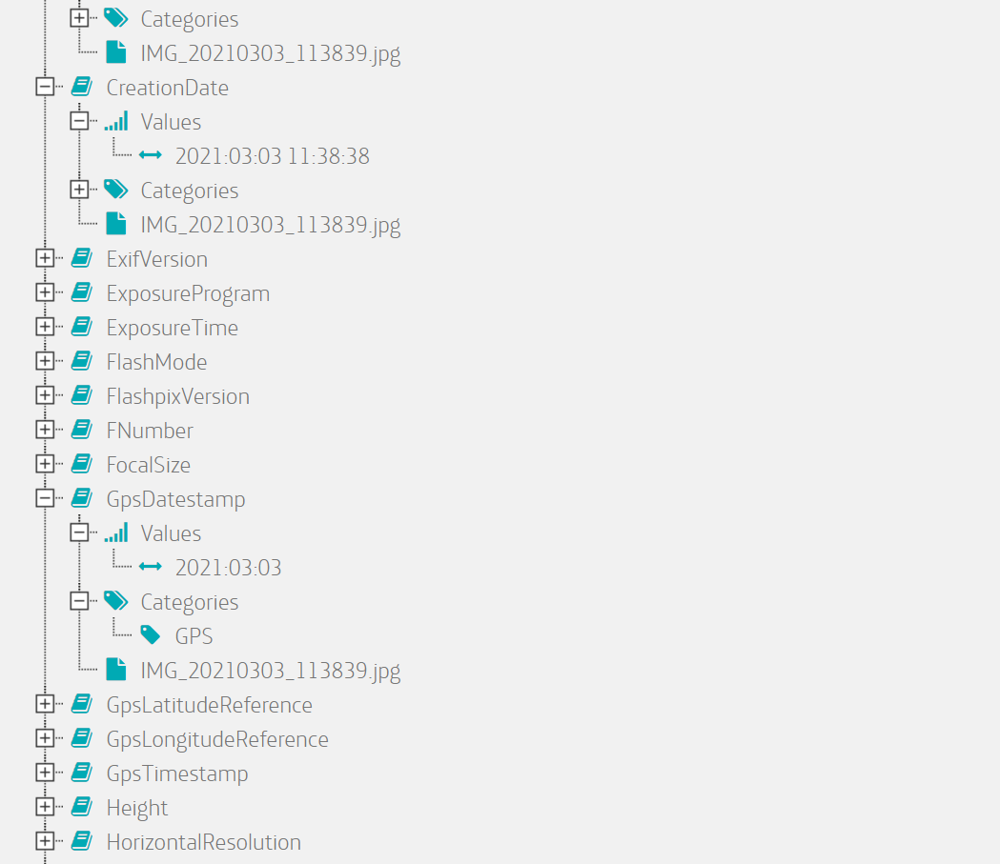 Categories
IMG_20210303_113839.jpg
CreationDate
Values
2021:03:03 11:38:38
Categories
IMG_20210303_113839.jpg
ExifVersion
ExposureProgram
ExposureTime
FlashMode
FlashpixVersion
FNumber
FocalSize
GpsDatestamp
Values
2021:03:03
Categories
GPS
IMG_20210303_113839.jpg
GpsLatitudeReference
GpsLongitudeReference
GpsTimestamp
Height
HorizontalResolution